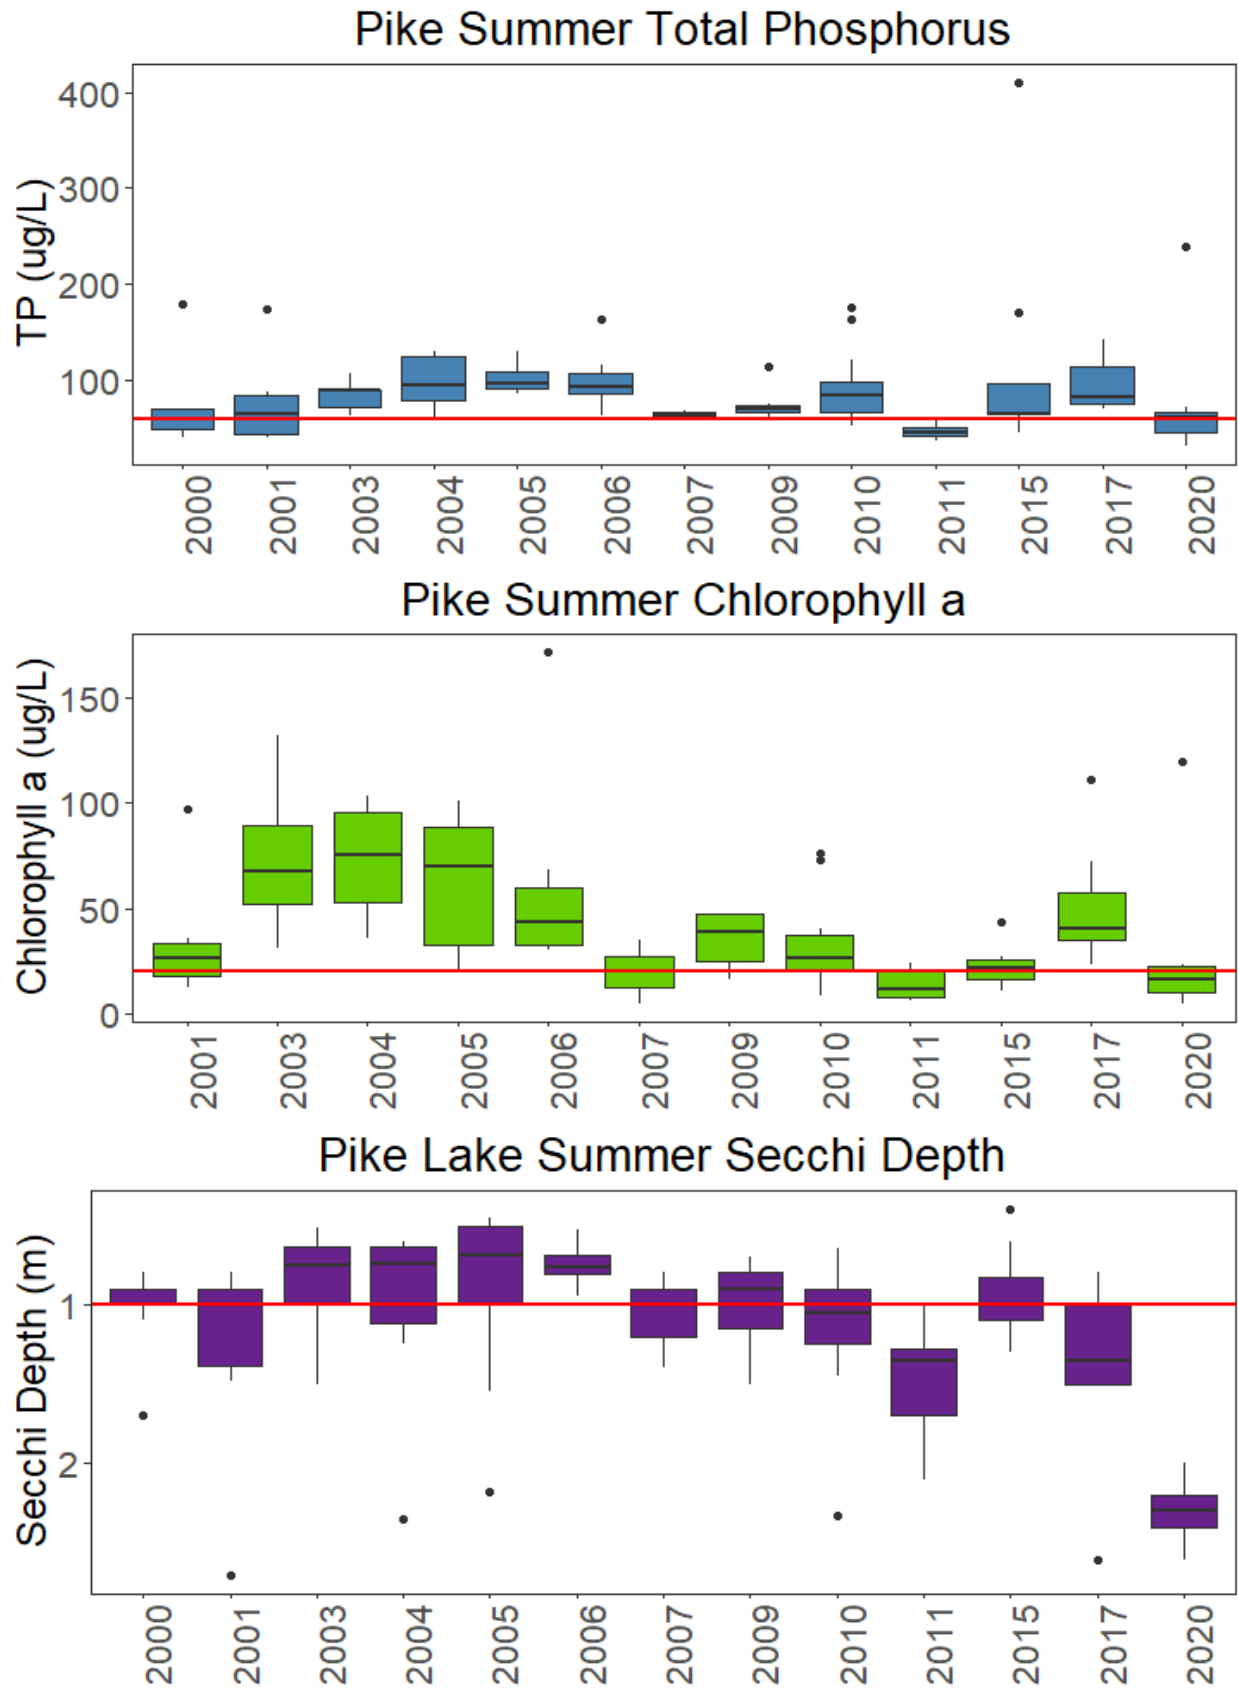 Pike Summer Total Phosphorus
TP (ug/L)
400
300
200
100
2000 2001 2003 2004 2005 2006 2007 2009 2010 2011 2015 2017 2020
Pike Summer Chlorophyll a
Chlorophyll a (ug/L)
150
100
50
0
2001 2003 2004 2005 2006 2007 2009 2010 2011 2015 2017 2020
Pike Lake Summer Secchi Depth
Secchi Depth (m)
1
2
2000 2001 2003 2004 2005 2006 2007 2009 2010 2011 2015 2017 2020